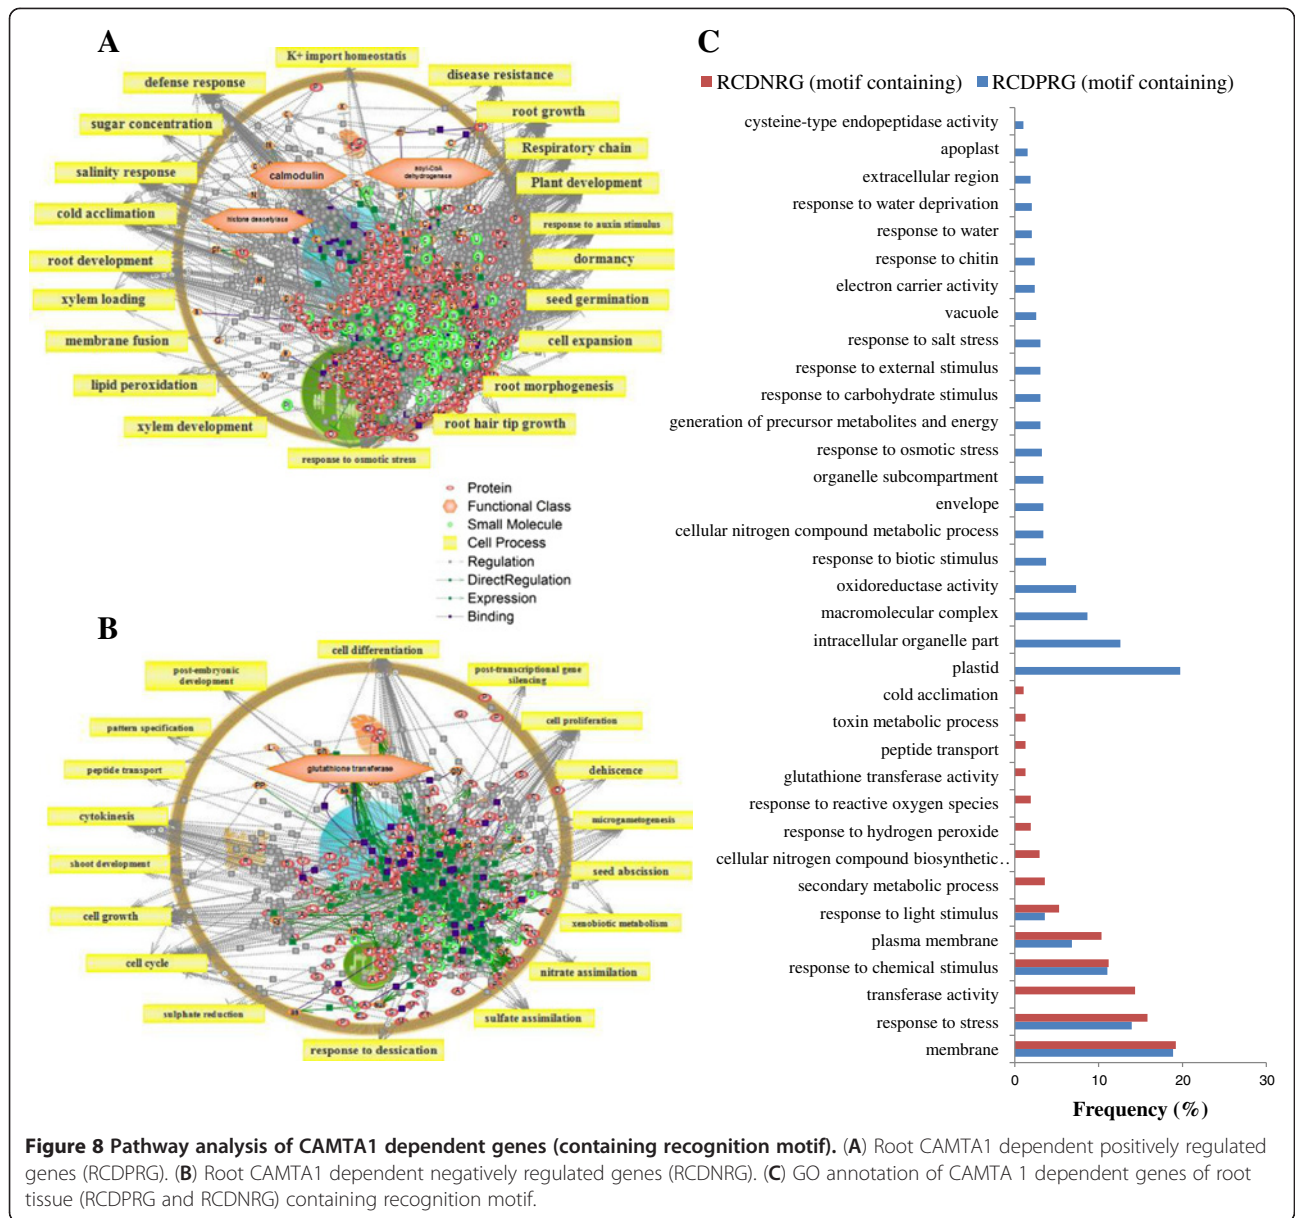 A
K+ import homeostatis
defense response
disease resistance
sugar concentration
root growth
salinity response
Respiratory chain
calmodulin
acyl-CoA
dehydrogenase
Plant development
cold acclimation
histone deacetylase
response to auxin stimulus
root development
dormancy
xylem loading
seed germination
membrane fusion
cell expansion
lipid peroxidation
root morphogenesis
xylem development
root hair tip growth
response to osmotic stress
Protein
Functional Class
Small Molecule
Cell Process
Regulation
DirectRegulation
Expression
Binding
B
cell differentiation
post-embryonic
development
post-transcriptional gene
silencing
pattern specification
cell proliferation
peptide transport
glutathione transferase
dehiscence
cytokinesis
microgametogenesis
shoot development
seed abscission
cell growth
xenobiotic metabolism
cell cycle
nitrate assimilation
sulphate reduction
sulfate assimilation
response to dessication
C
RCDNRG (motif containing) RCDPRG (motif containing)
cysteine-type endopeptidase activity
apoplast
extracellular region
response to water deprivation
response to water
response to chitin
electron carrier activity
vacuole
response to salt stress
response to external stimulus
response to carbohydrate stimulus
generation of precursor metabolites and energy
response to osmotic stress
organelle subcompartment
envelope
cellular nitrogen compound metabolic process
response to biotic stimulus
oxidoreductase activity
macromolecular complex
intracellular organelle part
plastid
cold acclimation
toxin metabolic process
peptide transport
glutathione transferase activity
response to reactive oxygen species
response to hydrogen peroxide
cellular nitrogen compound biosynthetic..
secondary metabolic process
response to light stimulus
plasma membrane
response to chemical stimulus
transferase activity
response to stress
membrane
0 10 20 30
Frequency (%)
Figure 8 Pathway analysis of CAMTA1 dependent genes (containing recognition motif). (A) Root CAMTA1 dependent positively regulated
genes (RCDPRG). (B) Root CAMTA1 dependent negatively regulated genes (RCDNRG). (C) GO annotation of CAMTA 1 dependent genes of root
tissue (RCDPRG and RCDNRG) containing recognition motif.